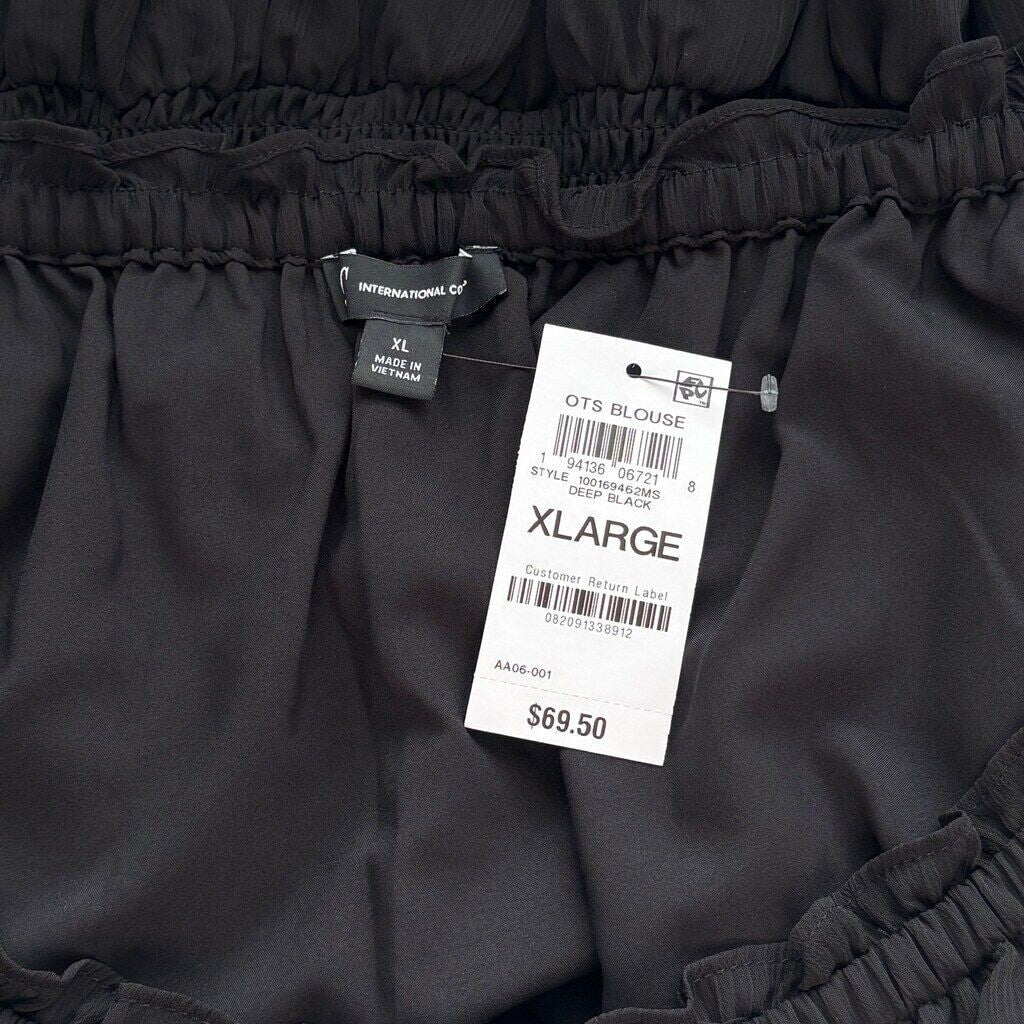 INTERNATIONAL CO
XL
MADE IN
VIETNAM
OTS BLOUSE
1 94136 06721 8
STYLE 100169462MS
DEEP BLACK
XLARGE
Customer Return Label
082091338912
AA06-001
$69.50